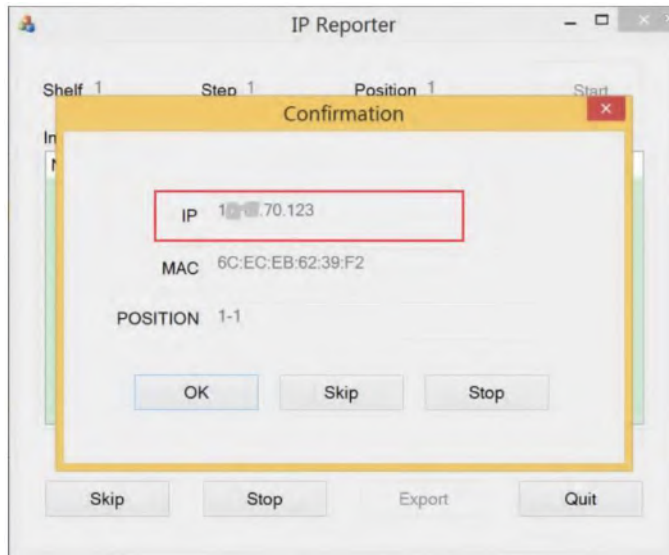 IP Reporter
Shelf 1 Step 1 Position 1 Start
Confirmation
In
IP .70.123
MAC 6C:EC:EB:62:39:F2
POSITION 1-1
OK Skip Stop
Skip Stop Export Quit